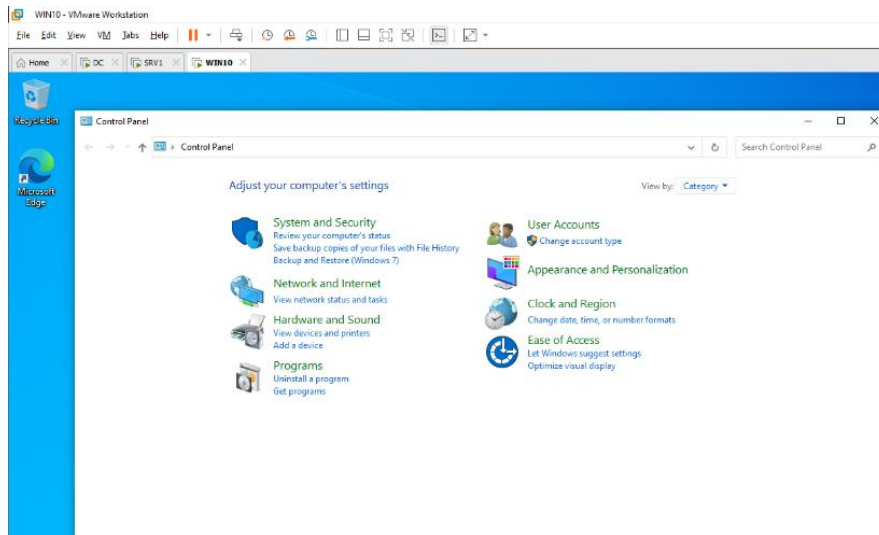 WIN10 - VMware Workstation
File Edit View VM Tabs Help
Home DC SRV1 WIN10
Recycle Bin
Control Panel
Control Panel
Search Control Panel
Microsoft
Edge
Adjust your computer's settings
View by: Category
System and Security
Review your computer's status
Save backup copies of your files with File History
Backup and Restore (Windows 7)
Network and Internet
View network status and tasks
Hardware and Sound
View devices and printers
Add a device
Programs
Uninstall a program
Get programs
User Accounts
Change account type
Appearance and Personalization
Clock and Region
Change date, time, or number formats
Ease of Access
Let Windows suggest settings
Optimize visual display